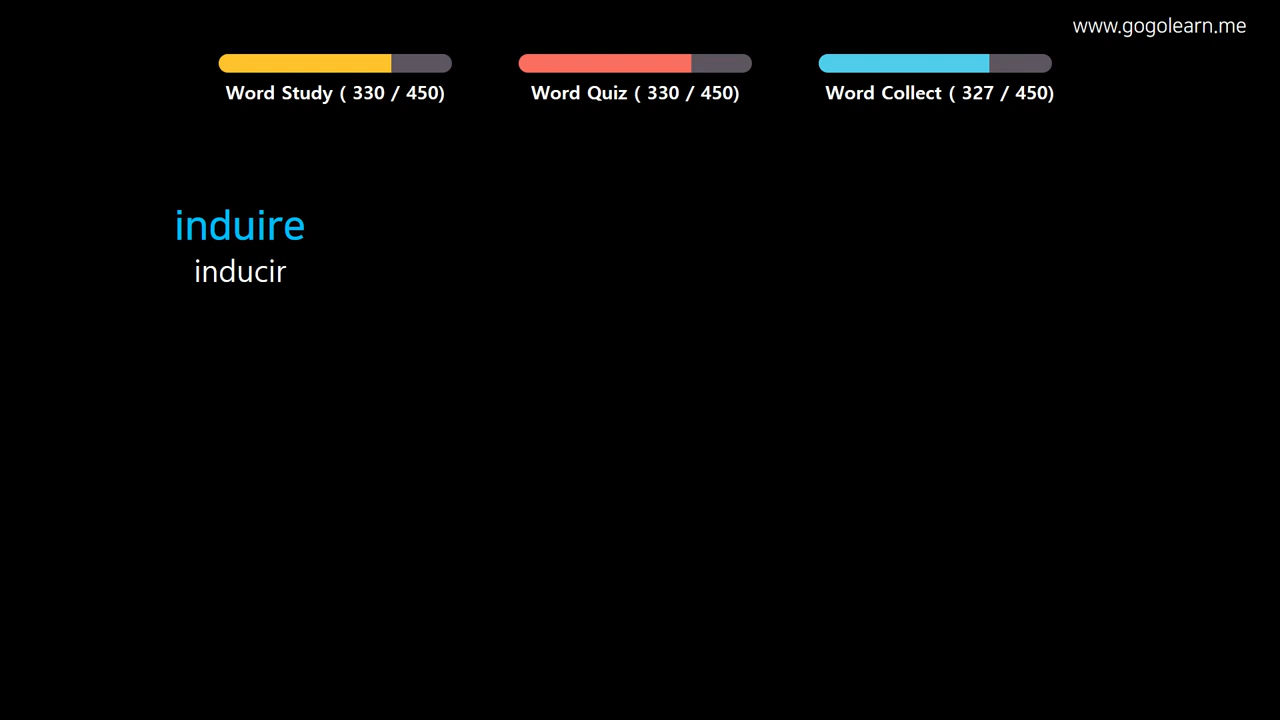 www.gogolearn.me
Word Study ( 330 / 450)
Word Quiz ( 330 / 450)
Word Collect ( 327 / 450)
induire
inducir